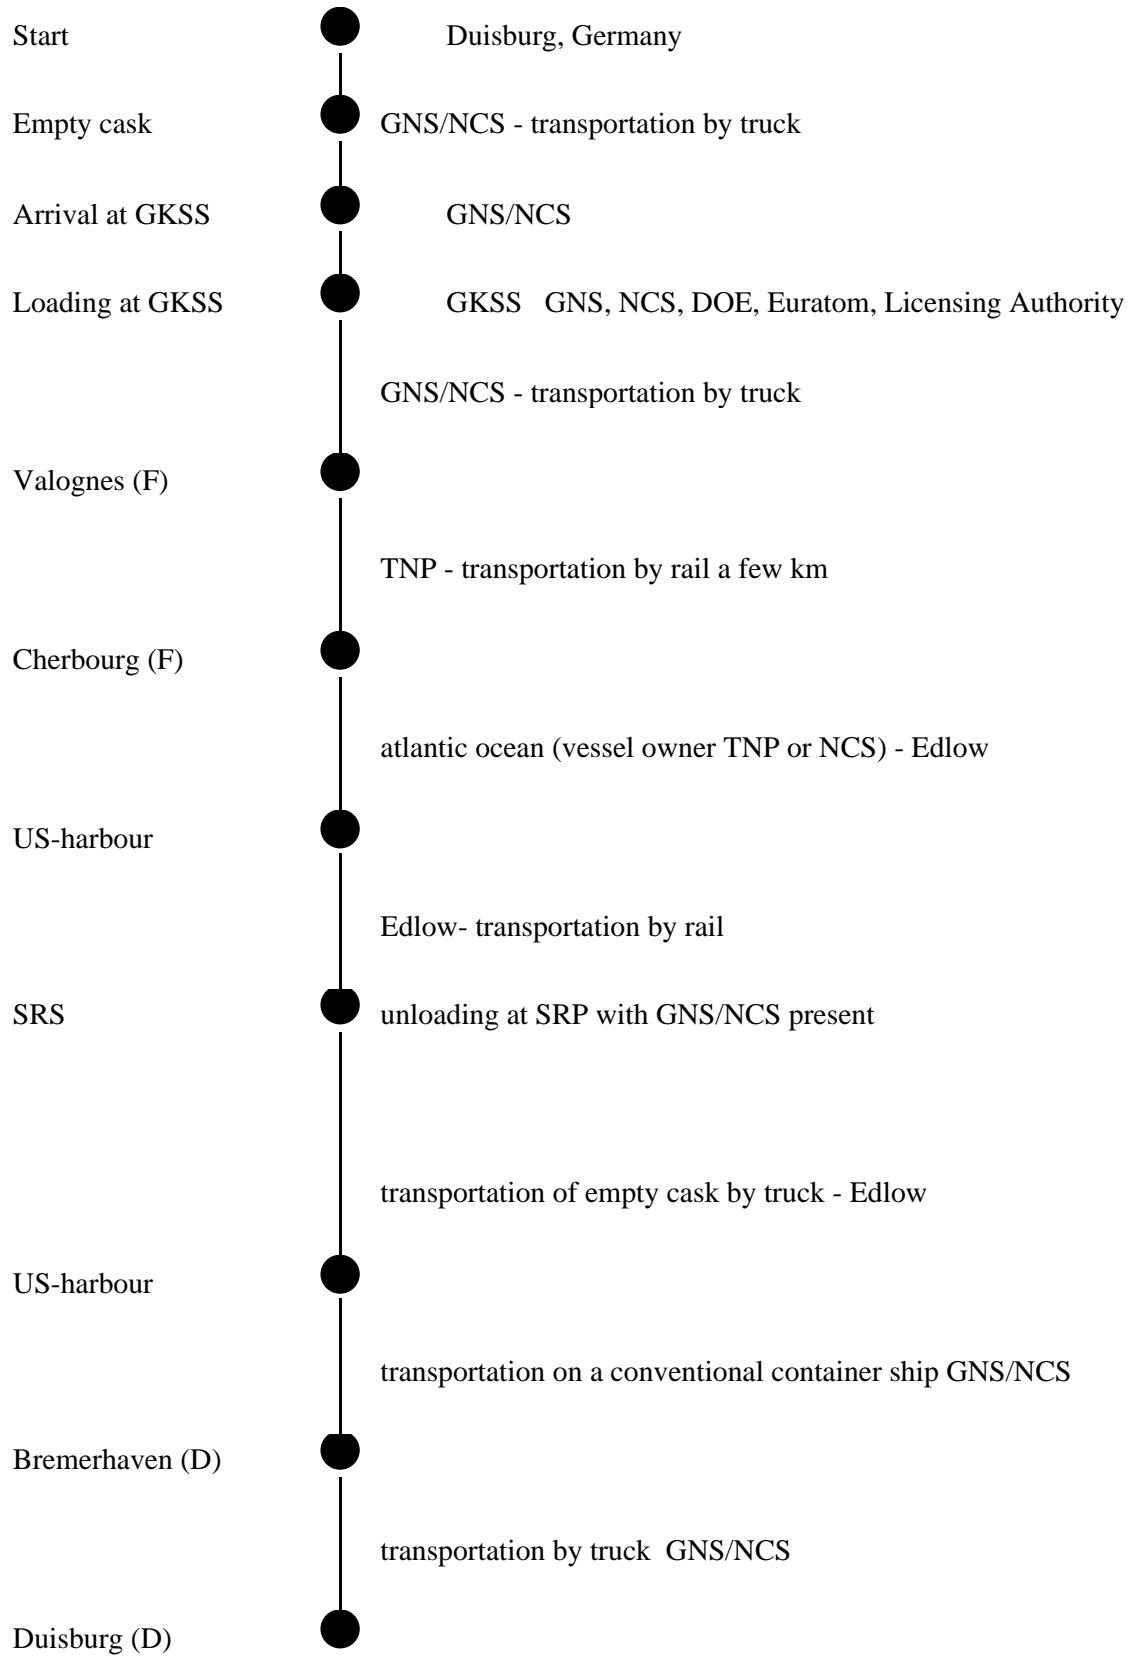 Start Duisburg, Germany
Empty cask GNS/NCS - transportation by truck
Arrival at GKSS GNS/NCS
Loading at GKSS GKSS GNS, NCS, DOE, Euratom, Licensing Authority
GNS/NCS - transportation by truck
Valognes (F)
TNP - transportation by rail a few km
Cherbourg (F)
atlantic ocean (vessel owner TNP or NCS) - Edlow
US-harbour
Edlow- transportation by rail
SRS unloading at SRP with GNS/NCS present
transportation of empty cask by truck - Edlow
US-harbour
transportation on a conventional container ship GNS/NCS
Bremerhaven (D)
transportation by truck GNS/NCS
Duisburg (D)